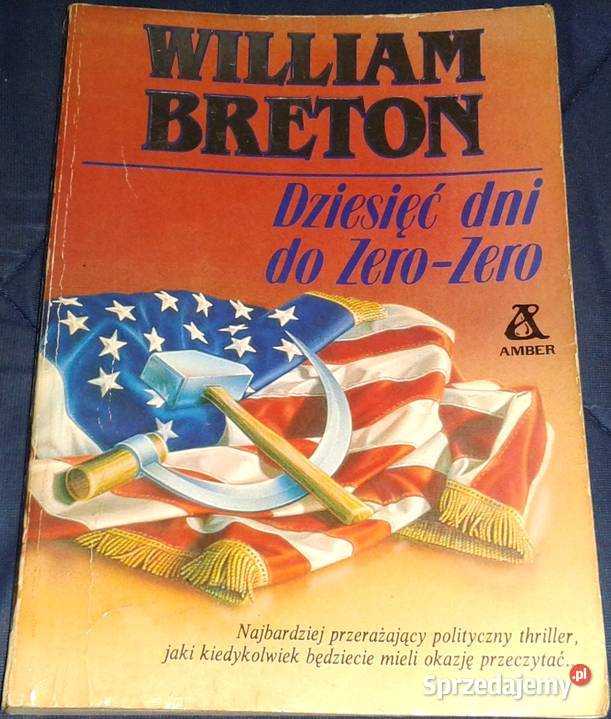 WILLIAM
BRETON
Dziesięć dni
do Zero-Zero
AMBER
Najbardziej przerażający polityczny thriller,
jaki kiedykolwiek będziecie mieli okazję przeczytać...
Sprzedajemy.pl